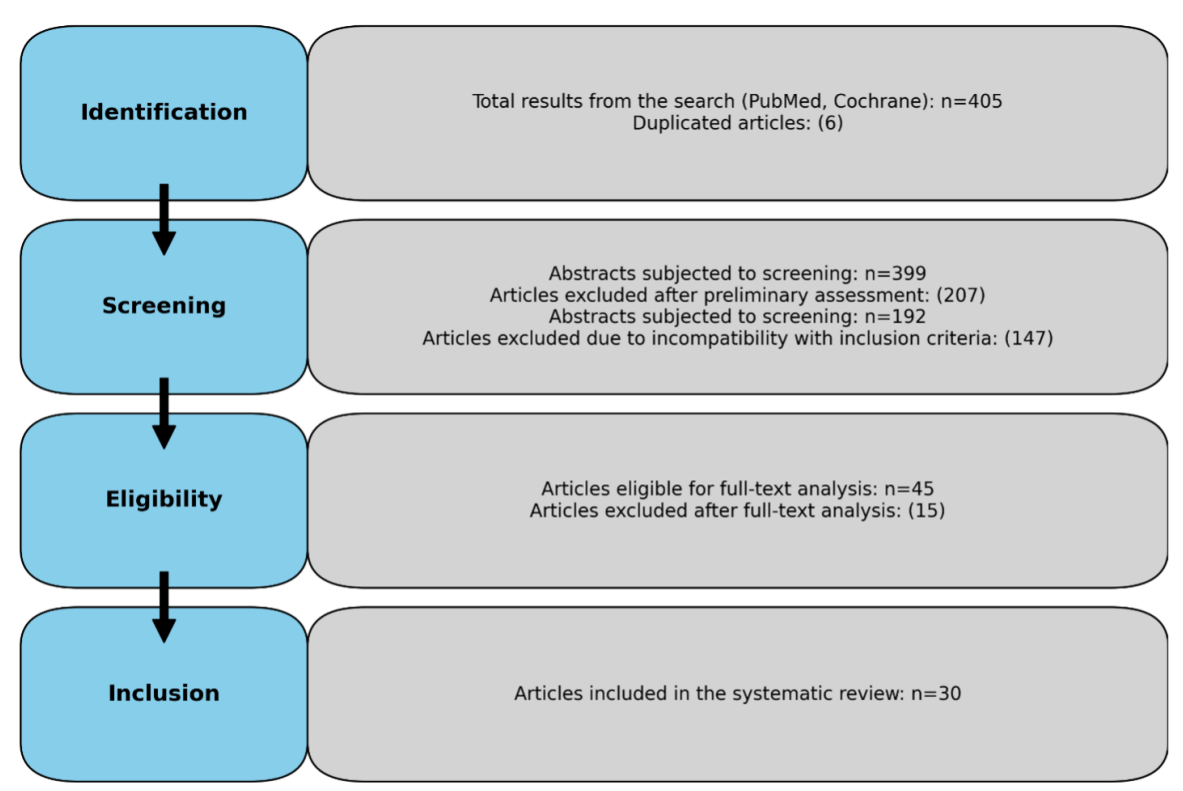 Identification
Total results from the search (PubMed, Cochrane): n=405
Duplicated articles: (6)
Screening
Abstracts subjected to screening: n=399
Articles excluded after preliminary assessment: (207)
Abstracts subjected to screening: n=192
Articles excluded due to incompatibility with inclusion criteria: (147)
Eligibility
Articles eligible for full-text analysis: n=45
Articles excluded after full-text analysis: (15)
Inclusion
Articles included in the systematic review: n=30